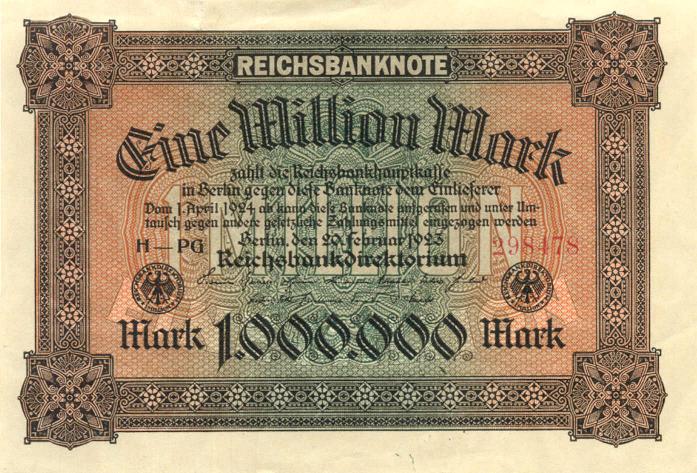 REICHSBANKNOTE
Eine Million Mark
zahlt die Reichsbankhauptkasse
in Berlin gegen diese Banknote dem Einlieferer
Vom 1. April 1924 ab kann diese Banknote aufgerufen und unter Um-
tausch gegen andere gesetzliche Zahlungsmittel eingezogen werden
Berlin, den 20. Februar 1923
H—PG 298478
Reichsbankdirektorium
Mark 1.000.000 Mark